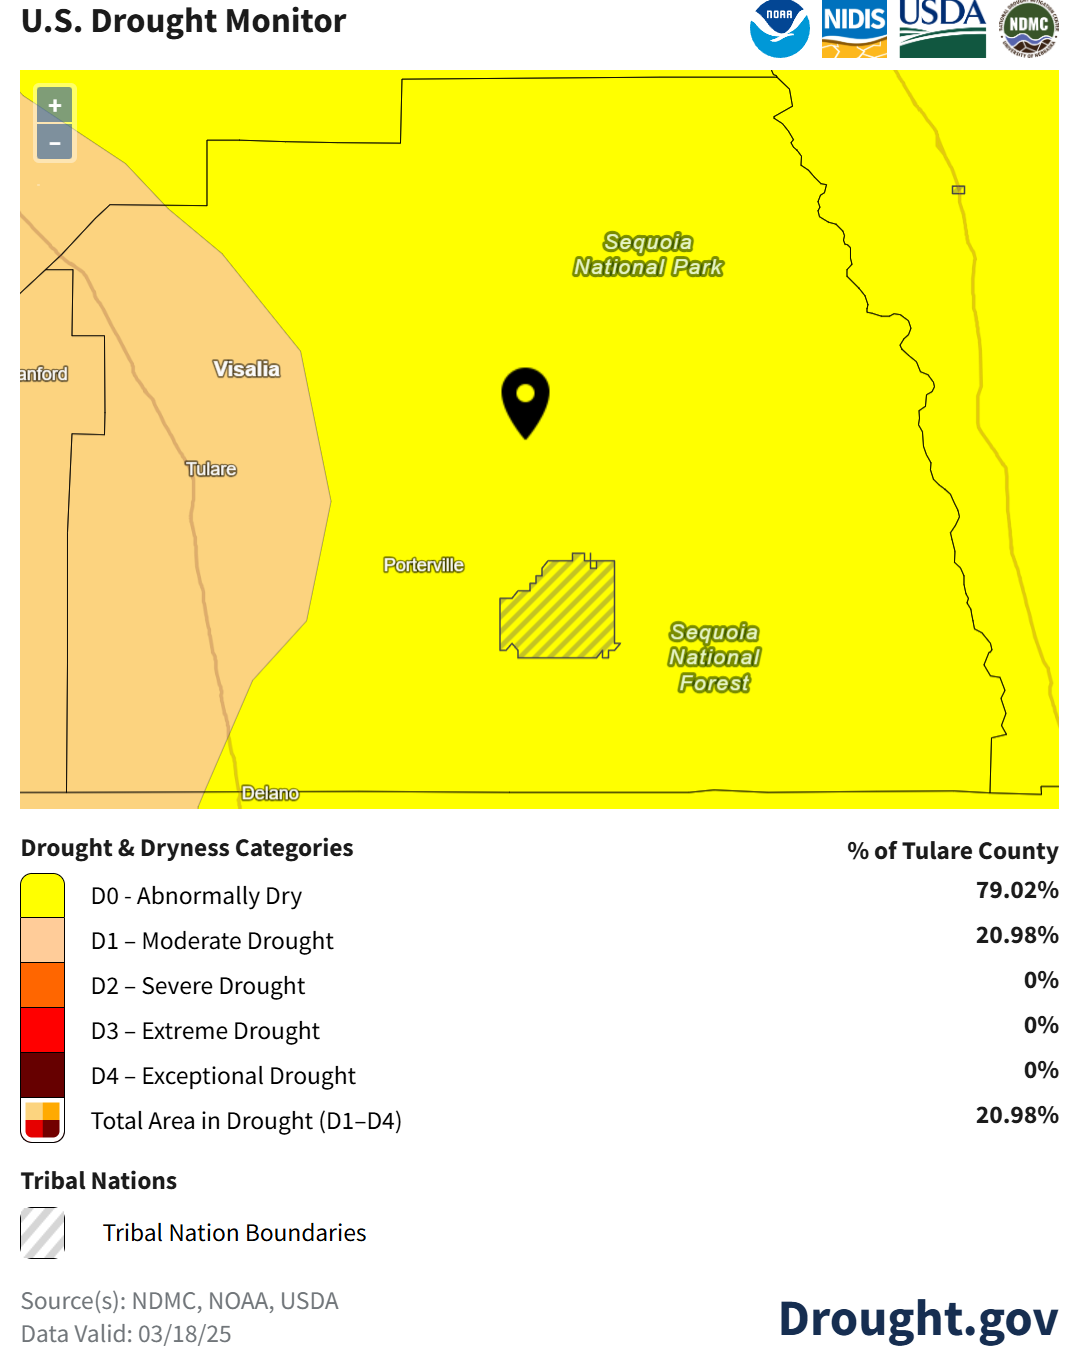 U.S. Drought Monitor
NOAA
NIDIS
USDA
NDMC
+
−
Sequoia
National Park
Visalia
anford
Tulare
Porterville
Sequoia
National
Forest
Delano
Drought & Dryness Categories
% of Tulare County
D0 - Abnormally Dry
79.02%
D1 – Moderate Drought
20.98%
D2 – Severe Drought
0%
D3 – Extreme Drought
0%
D4 – Exceptional Drought
0%
Total Area in Drought (D1–D4)
20.98%
Tribal Nations
Tribal Nation Boundaries
Source(s): NDMC, NOAA, USDA
Data Valid: 03/18/25
Drought.gov